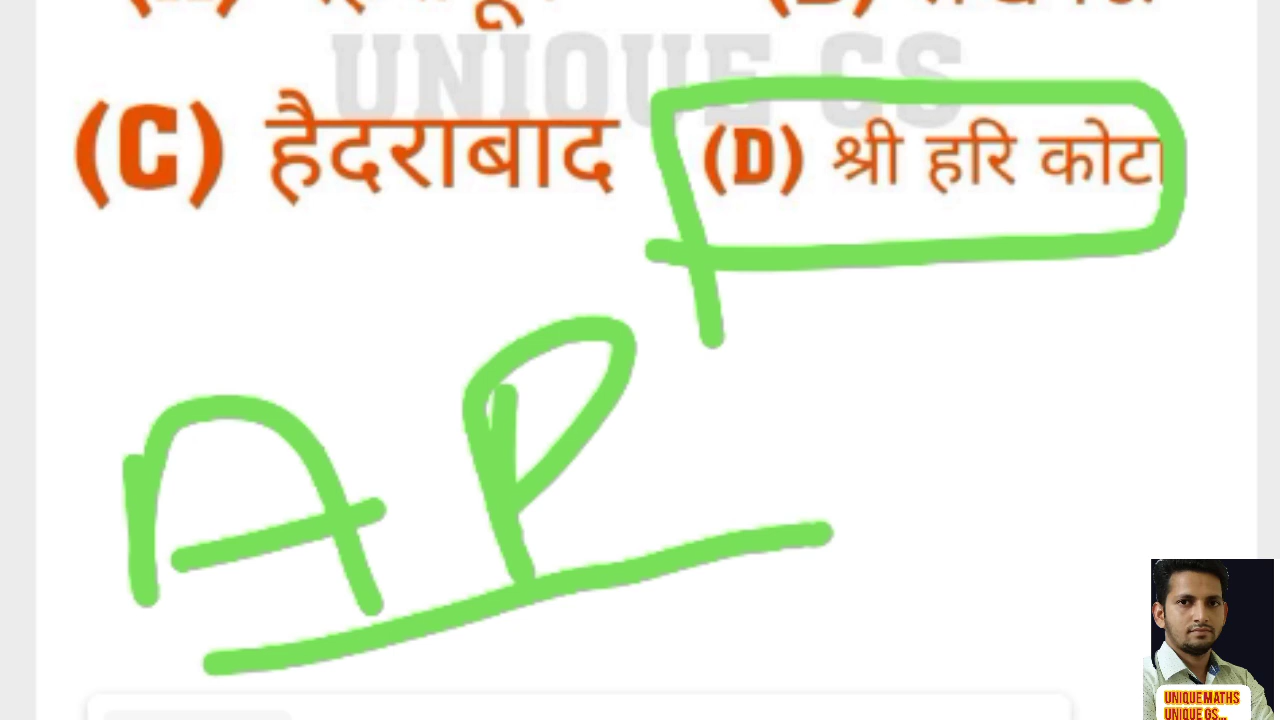 UNIQUE GS
(C) हैदराबाद (D) श्री हरि कोटा
AP
UNIQUE MATHS
UNIQUE GS...